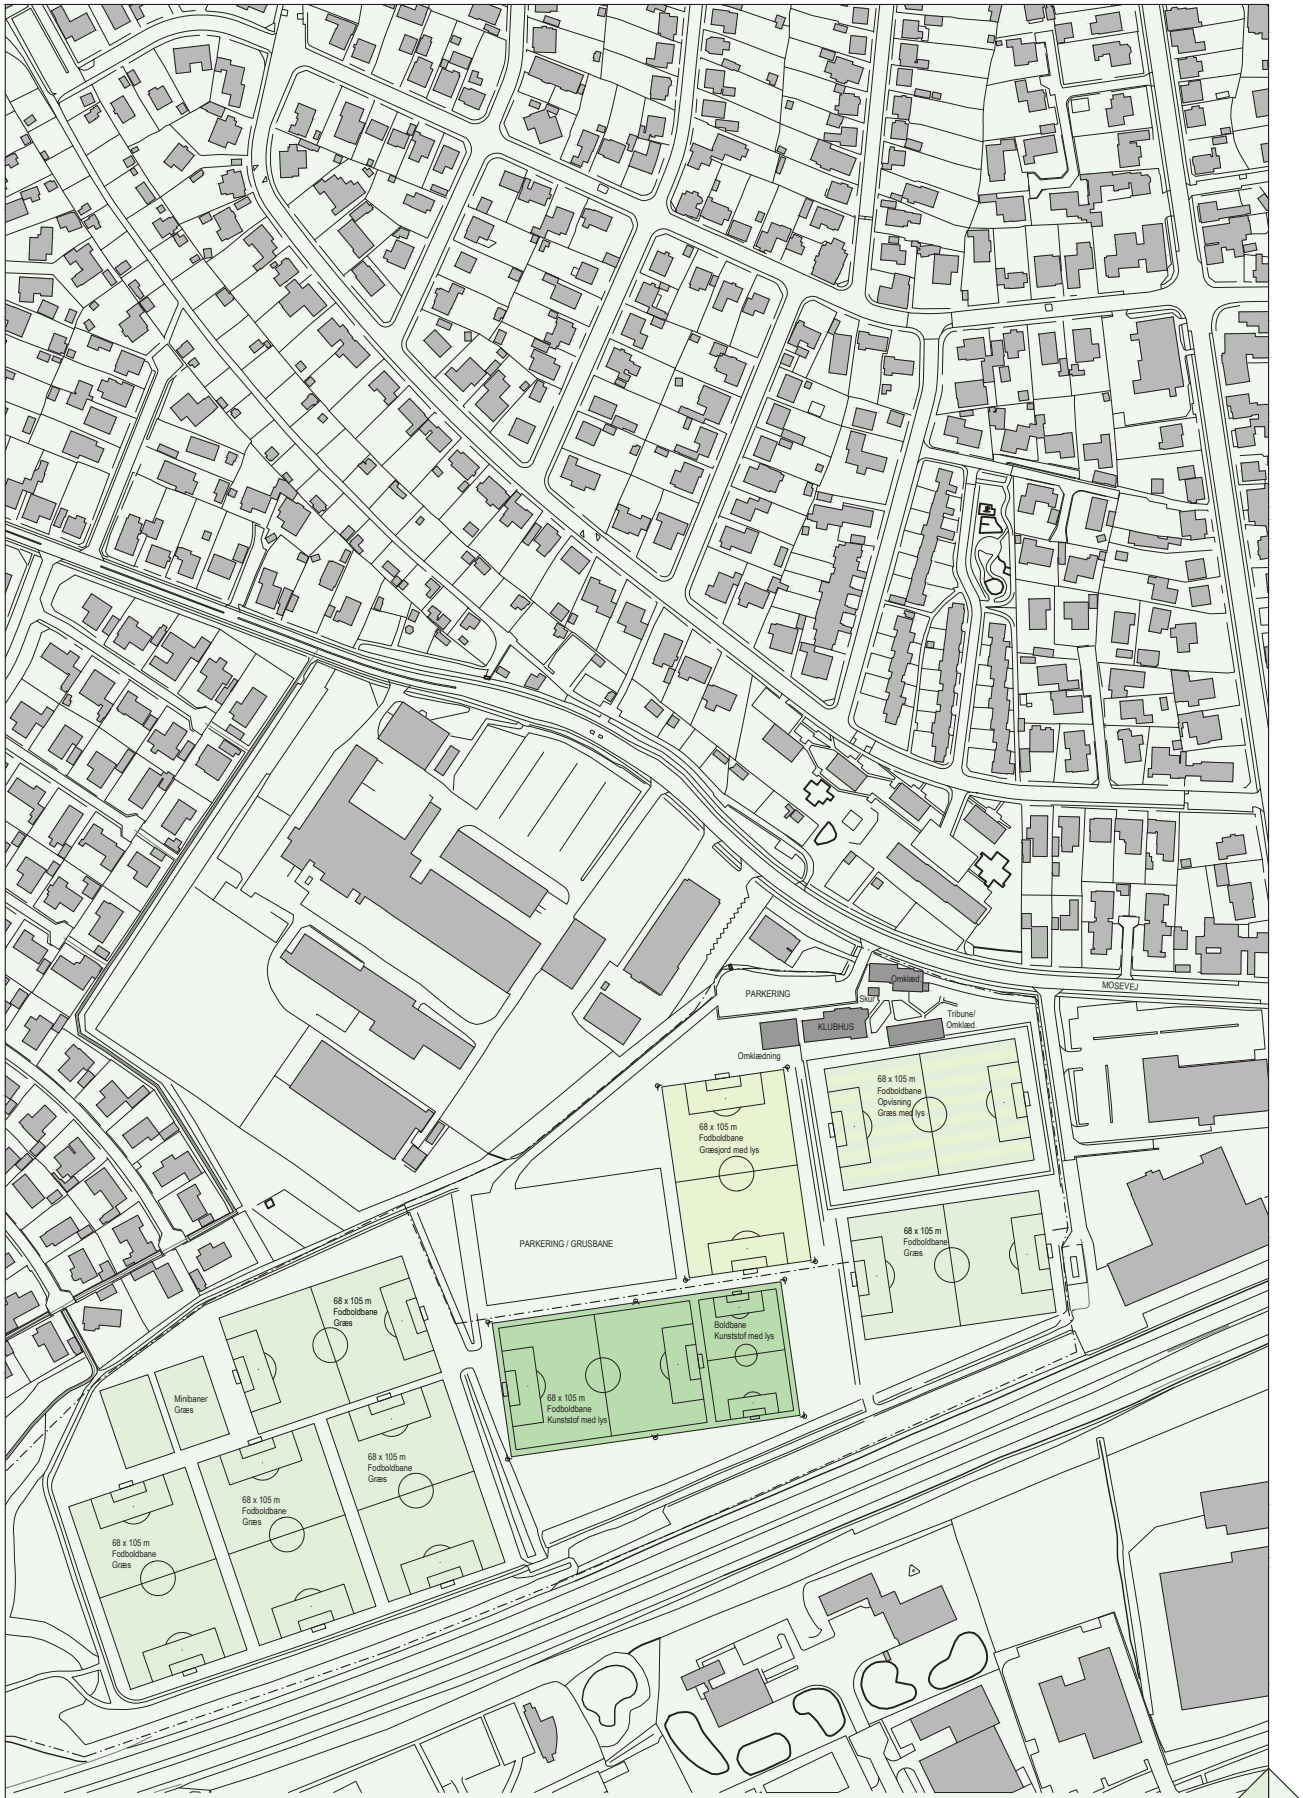 MOSEVEJ
Omklæd.
PARKERING
Skur
Tribune/
Omklæd.
KLUBHUS
Omklædning
68 x 105 m
Fodboldbane
Opvisning
Græs med lys
68 x 105 m
Fodboldbane
Græsjord med lys
68 x 105 m
Fodboldbane
Græs
PARKERING / GRUSBANE
68 x 105 m
Fodboldbane
Græs
Boldbane
Kunststof med lys
68 x 105 m
Fodboldbane
Kunststof med lys
Minibaner
Græs
68 x 105 m
Fodboldbane
Græs
68 x 105 m
Fodboldbane
Græs
68 x 105 m
Fodboldbane
Græs